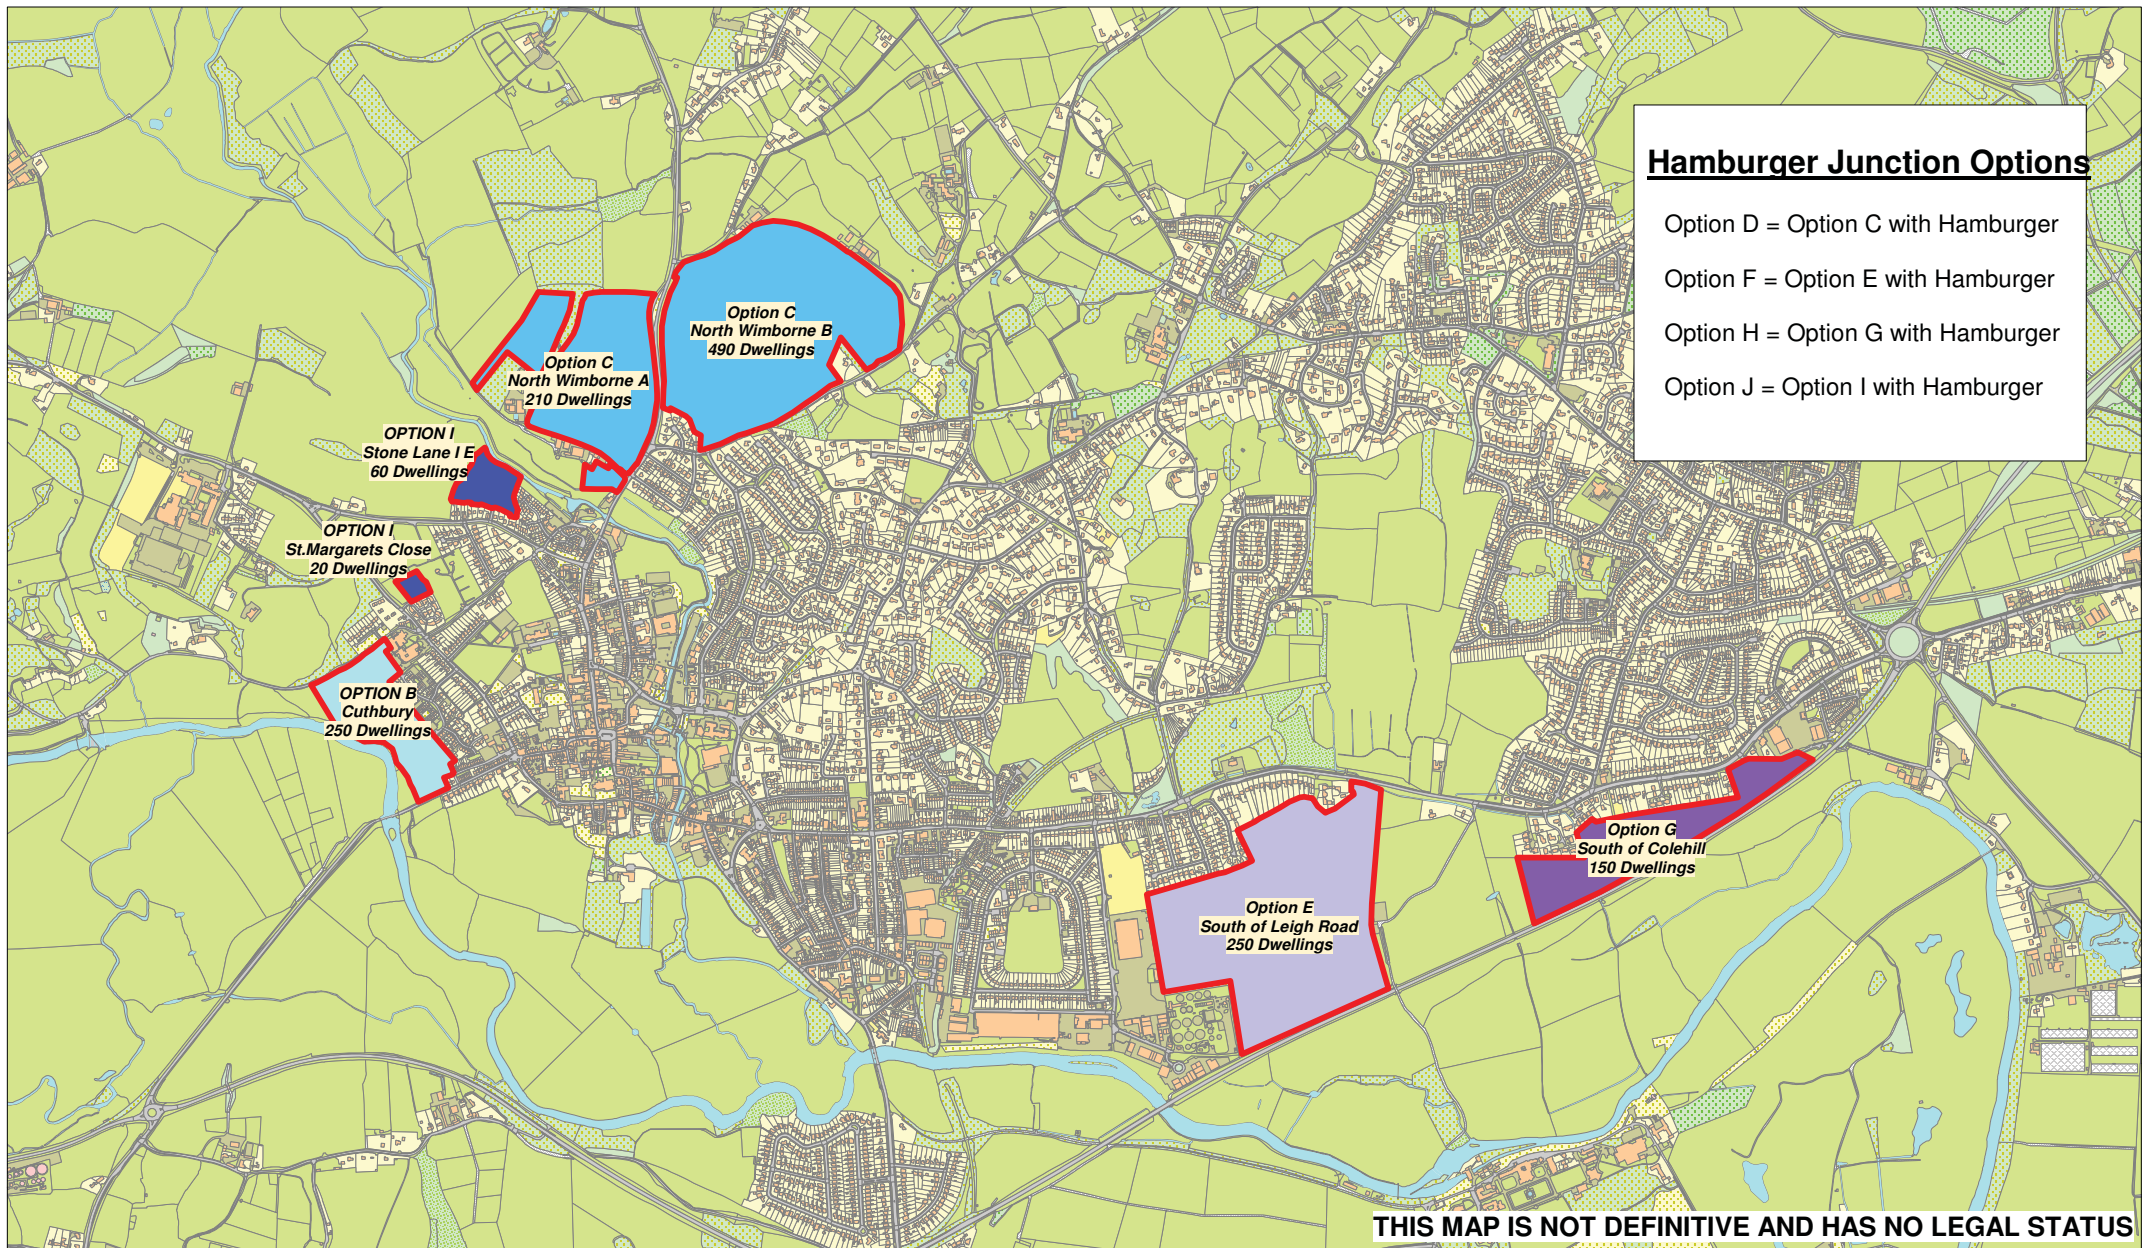 Hamburger Junction Options
Option D = Option C with Hamburger
Option F = Option E with Hamburger
Option H = Option G with Hamburger
Option J = Option I with Hamburger
Option C
North Wimborne B
490 Dwellings
Option C
North Wimborne A
210 Dwellings
OPTION I
Stone Lane I E
60 Dwellings
OPTION I
St.Margarets Close
20 Dwellings
OPTION B
Cuthbury
250 Dwellings
Option G
South of Colehill
150 Dwellings
Option E
South of Leigh Road
250 Dwellings
THIS MAP IS NOT DEFINITIVE AND HAS NO LEGAL STATUS